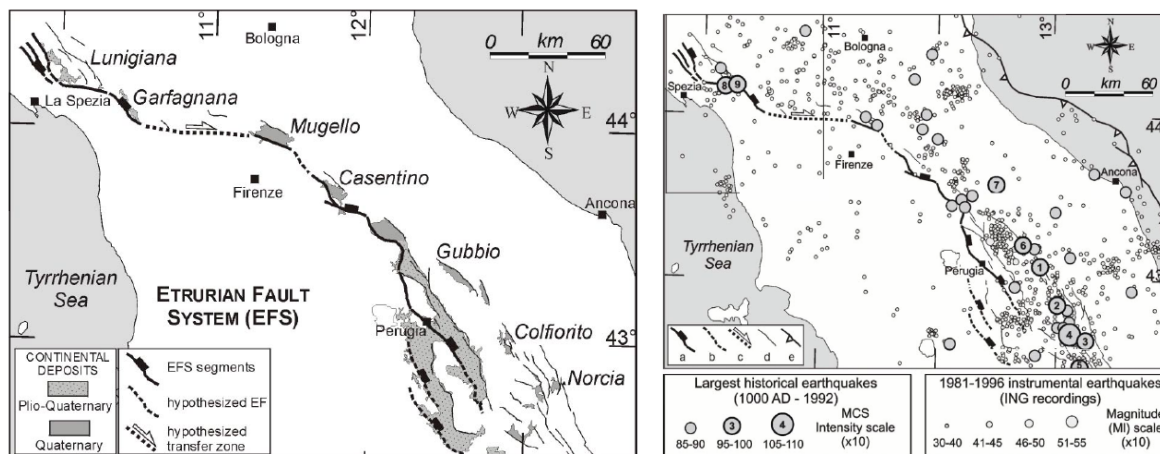 11°
12°
Bologna
0 km 60
N
W E
S
Lunigiana
La Spezia
Garfagnana
Mugello
44°
Firenze
Casentino
Ancona
Gubbio
Tyrrhenian
Sea
ETRURIAN FAULT
SYSTEM (EFS)
Perugia
Colfiorito
43°
Norcia
CONTINENTAL
DEPOSITS
Plio-Quaternary
Quaternary
EFS segments
hypothesized EF
hypothesized
transfer zone
11
13°
Bologna
N
W E
S
0 km 60
Spezia
8 9
44
Firenze
7
Ancona
6
Perugia
1
43
Tyrrhenian
Sea
2
4 3
a b c d e
Largest historical earthquakes
(1000 AD - 1992)
3 4 MCS
Intensity scale
(x10)
85-90 95-100 105-110
1981-1996 instrumental earthquakes
(ING recordings)
Magnitude
(Ml) scale
(x10)
30-40 41-45 46-50 51-55